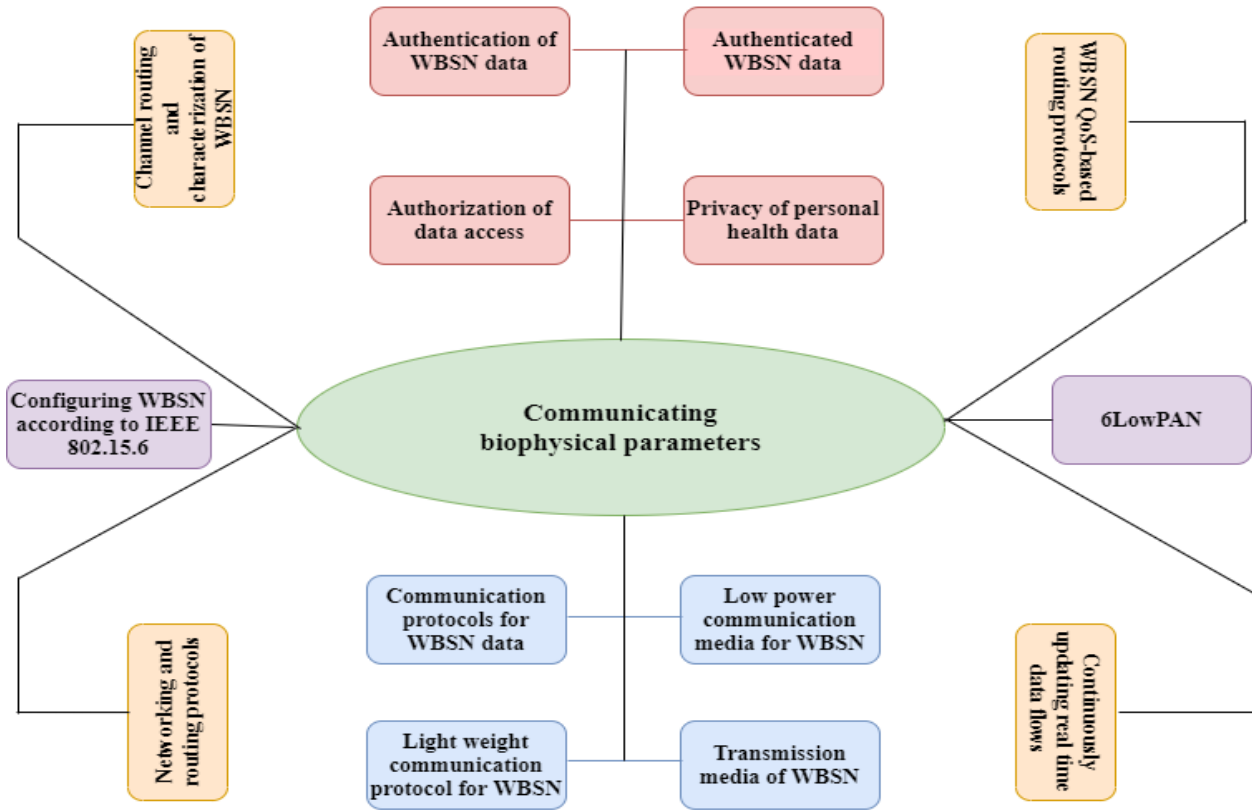 Channel routing
and
characterization of
WBSN
Authentication of
WBSN data
Authenticated
WBSN data
WBSN QoS-based
routing protocols
Authorization of
data access
Privacy of personal
health data
Configuring WBSN
according to IEEE
802.15.6
Communicating
biophysical parameters
6LowPAN
Communication
protocols for
WBSN data
Low power
communication
media for WBSN
Networking and
routing protocols
Continuously
updating real time
data flows
Light weight
communication
protocol for WBSN
Transmission
media of WBSN